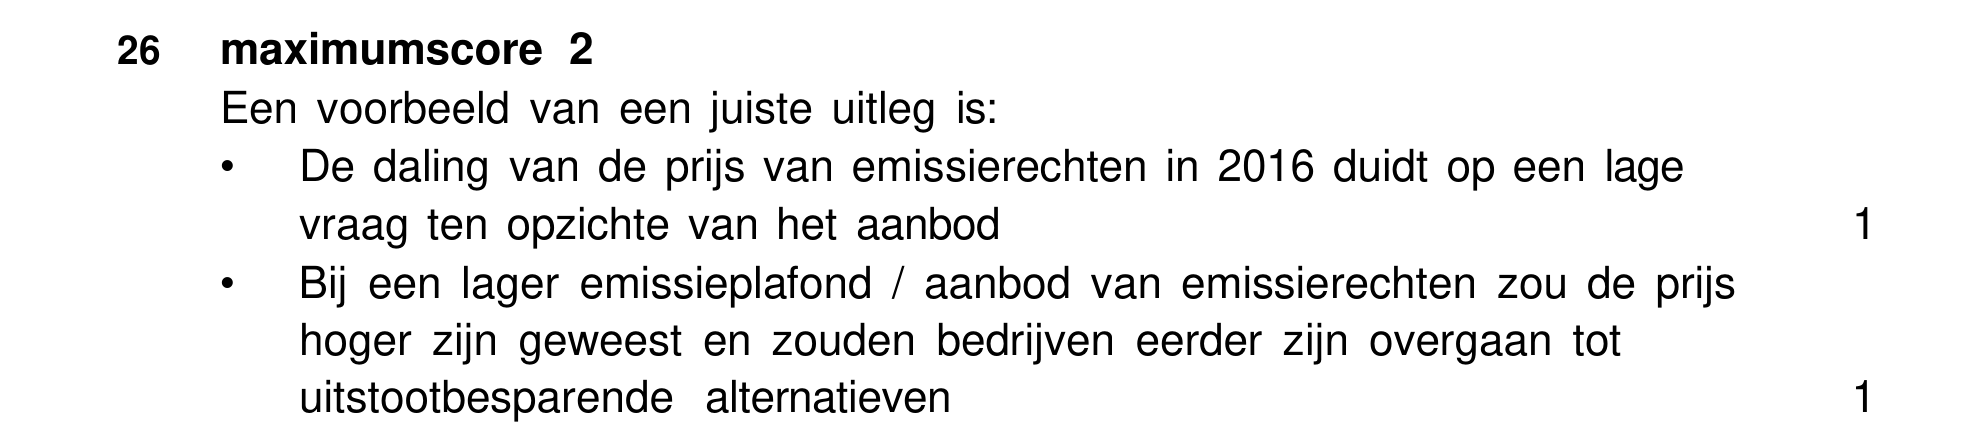 26 maximumscore 2
Een voorbeeld van een juiste uitleg is:
• De daling van de prijs van emissierechten in 2016 duidt op een lage
vraag ten opzichte van het aanbod 1
• Bij een lager emissieplafond / aanbod van emissierechten zou de prijs
hoger zijn geweest en zouden bedrijven eerder zijn overgaan tot
uitstootbesparende alternatieven 1